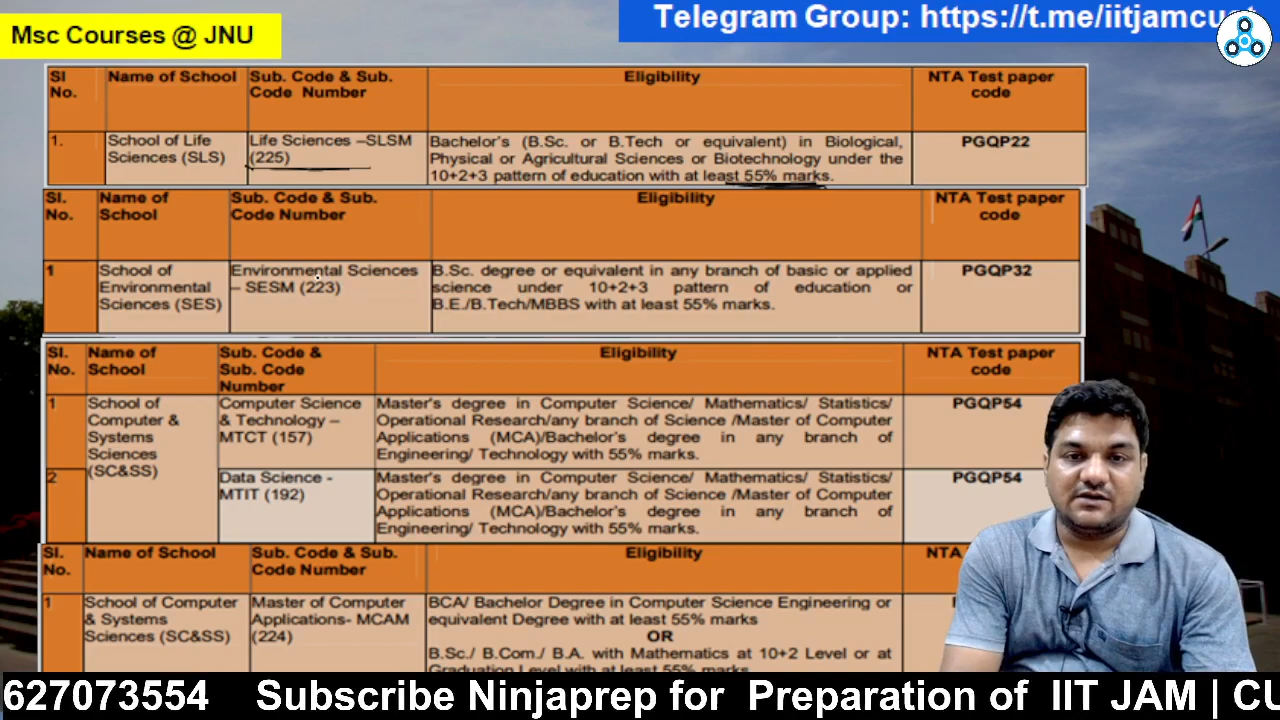 Msc Courses @ JNU
Telegram Group: https://t.me/iitjamcuet
Sl Name of School Sub. Code & Sub. Eligibility NTA Test paper
No. Code Number code
1. School of Life Life Sciences –SLSM Bachelor's (B.Sc. or B.Tech or equivalent) in Biological, PGQP22
Sciences (SLS) (225) Physical or Agricultural Sciences or Biotechnology under the
10+2+3 pattern of education with at least 55% marks.
Sl. Name of Sub. Code & Sub. Eligibility NTA Test paper
No. School Code Number code
1 School of Environmental Sciences B.Sc. degree or equivalent in any branch of basic or applied PGQP32
Environmental – SESM (223) science under 10+2+3 pattern of education or
Sciences (SES) B.E./B.Tech/MBBS with at least 55% marks.
Sl. Name of Sub. Code & Eligibility NTA Test paper
No. School Sub. Code code
Number
1 School of Computer Science Master's degree in Computer Science/ Mathematics/ Statistics/ PGQP54
Computer & & Technology – Operational Research/any branch of Science /Master of Computer
Systems MTCT (157) Applications (MCA)/Bachelor's degree in any branch of
Sciences Engineering/ Technology with 55% marks.
(SC&SS)
2 Data Science - Master's degree in Computer Science/ Mathematics/ Statistics/ PGQP54
MTIT (192) Operational Research/any branch of Science /Master of Computer
Applications (MCA)/Bachelor's degree in any branch of
Engineering/ Technology with 55% marks.
Sl. Name of School Sub. Code & Sub. Eligibility NTA
No. Code Number
1 School of Computer Master of Computer BCA/ Bachelor Degree in Computer Science Engineering or
& Systems Applications- MCAM equivalent Degree with at least 55% marks
Sciences (SC&SS) (224) OR
B.Sc./ B.Com./ B.A. with Mathematics at 10+2 Level or at
Graduation Level with at least 55% marks
627073554 Subscribe Ninjaprep for Preparation of IIT JAM | CU